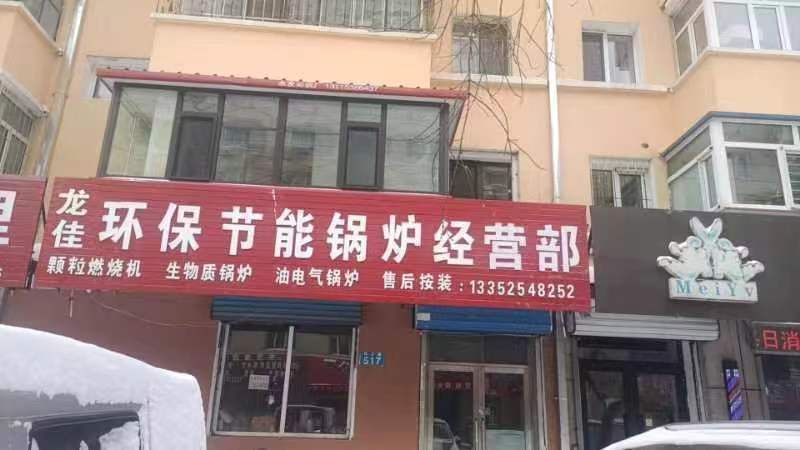 龙佳
环保节能锅炉经营部
颗粒燃烧机 生物质锅炉 油电气锅炉 售后按装:13352548252
MeiYv
517
日消